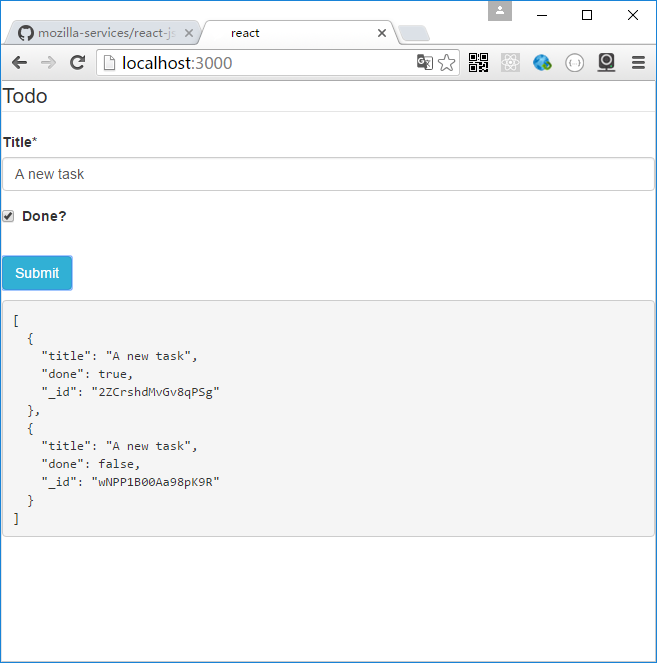 mozilla-services/react-js
react
localhost:3000
Todo
Title*
A new task
Done?
Submit
[
{
"title": "A new task",
"done": true,
"_id": "2ZCrshdMvGv8qPSg"
},
{
"title": "A new task",
"done": false,
"_id": "wNPP1B00Aa98pK9R"
}
]